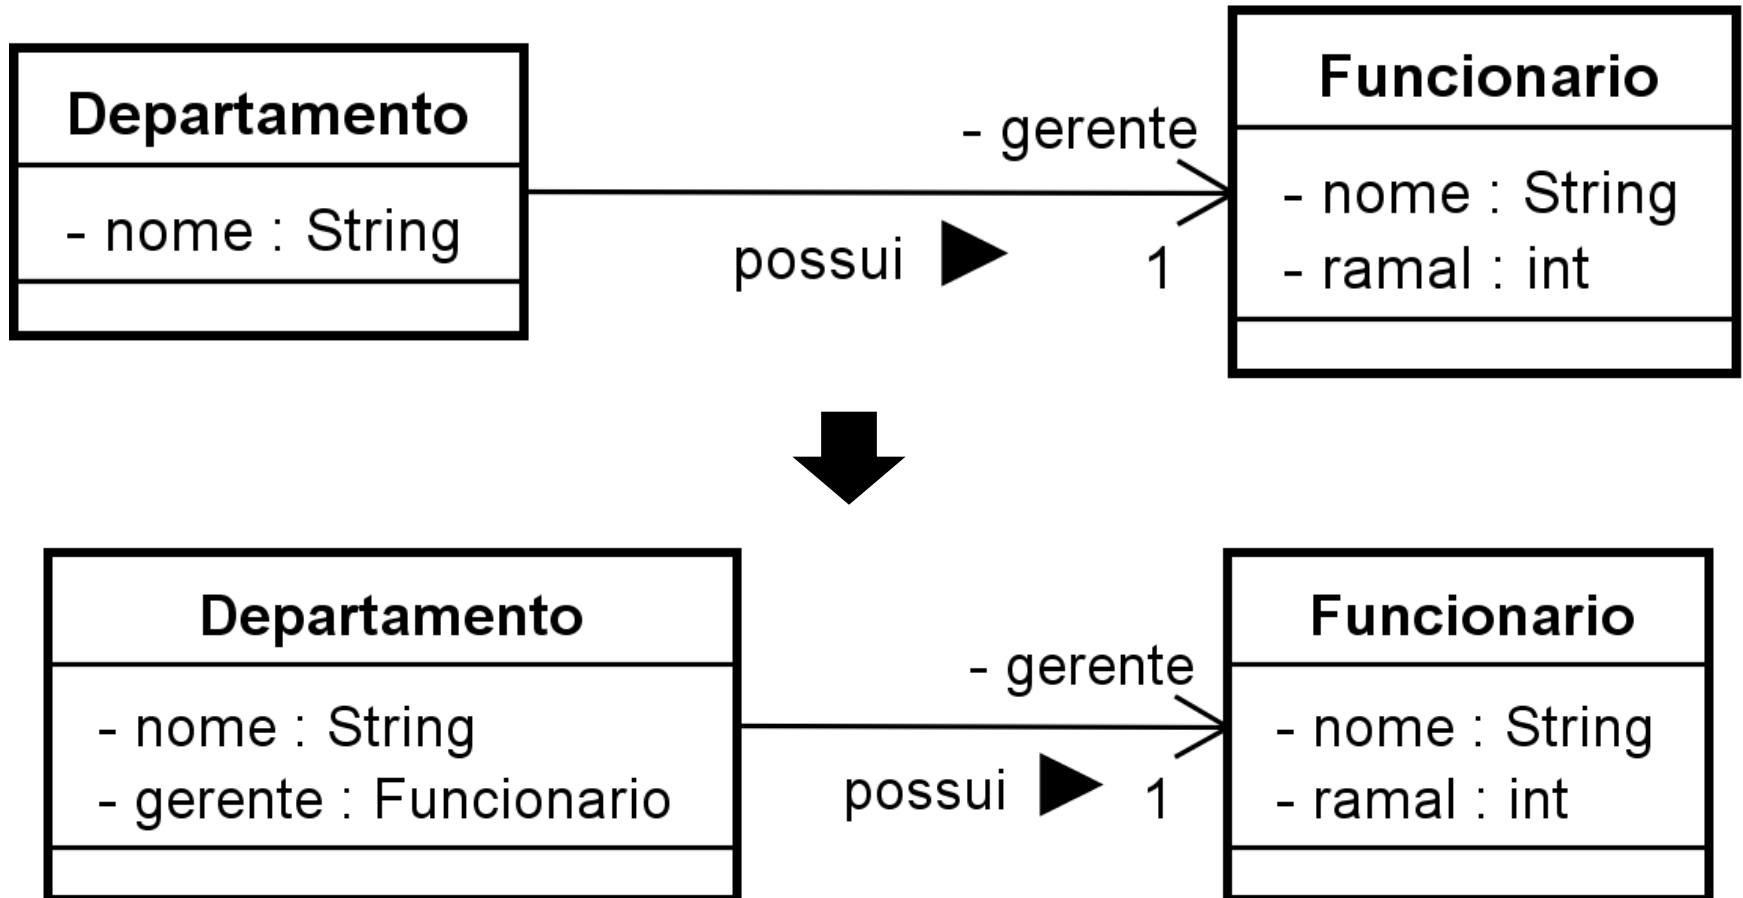 Departamento
- nome : String
- gerente
possui
1
Funcionario
- nome : String
- ramal : int
Departamento
- nome : String
- gerente : Funcionario
- gerente
possui
1
Funcionario
- nome : String
- ramal : int